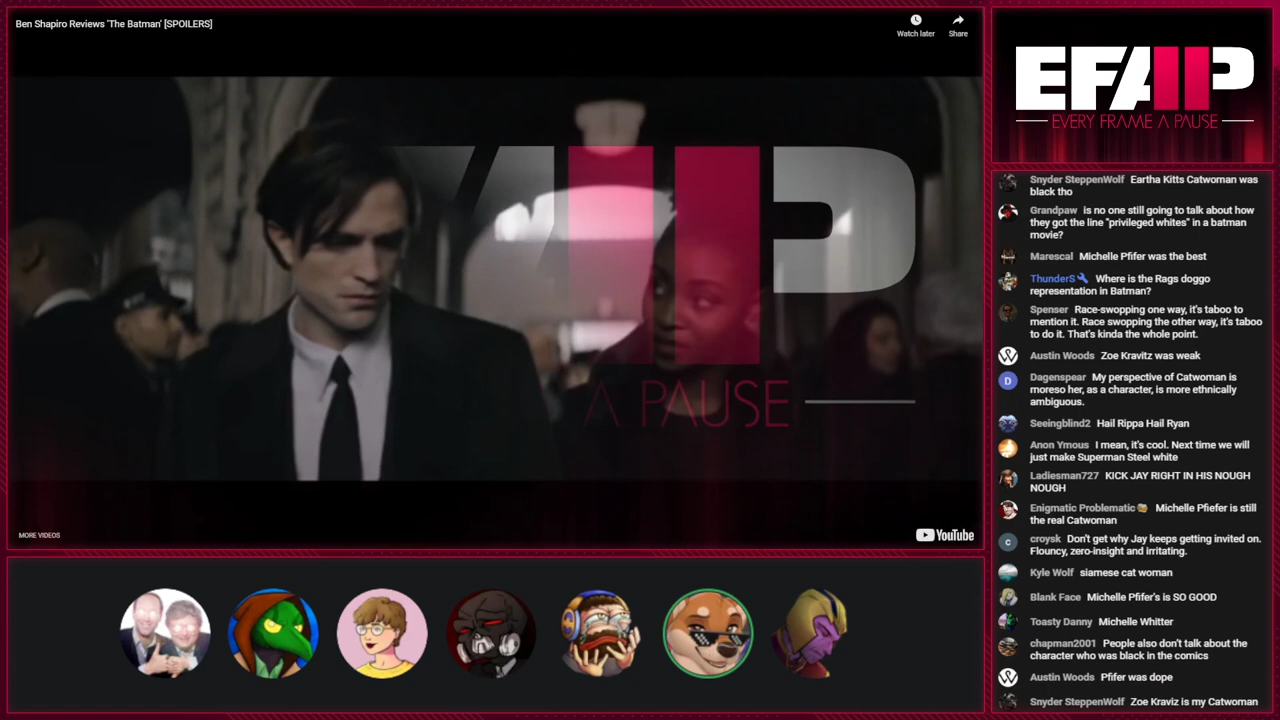 Ben Shapiro Reviews 'The Batman' [SPOILERS]
Watch later
Share
A PAUSE
MORE VIDEOS
YouTube
EFAP
EVERY FRAME A PAUSE
Snyder SteppenWolf Eartha Kitts Catwoman was
black tho
Grandpaw is no one still going to talk about how
they got the line "privileged whites" in a batman
movie?
Marescal Michelle Pfifer was the best
ThunderS Where is the Rags doggo
representation in Batman?
Spenser Race-swopping one way, it's taboo to
mention it. Race swopping the other way, it's taboo
to do it. That's kinda the whole point.
Austin Woods Zoe Kravitz was weak
D
Dagenspear My perspective of Catwoman is
moreso her, as a character, is more ethnically
ambiguous.
Seeingblind2 Hail Rippa Hail Ryan
Anon Ymous I mean, it's cool. Next time we will
just make Superman Steel white
Ladiesman727 KICK JAY RIGHT IN HIS NOUGH
NOUGH
Enigmatic Problematic Michelle Pfiefer is still
the real Catwoman
C
croysk Don't get why Jay keeps getting invited on.
Flouncy, zero-insight and irritating.
Kyle Wolf siamese cat woman
Blank Face Michelle Pfifer's is SO GOOD
Toasty Danny Michelle Whitter
chapman2001 People also don't talk about the
character who was black in the comics
Austin Woods Pfifer was dope
Snyder SteppenWolf Zoe Kraviz is my Catwoman